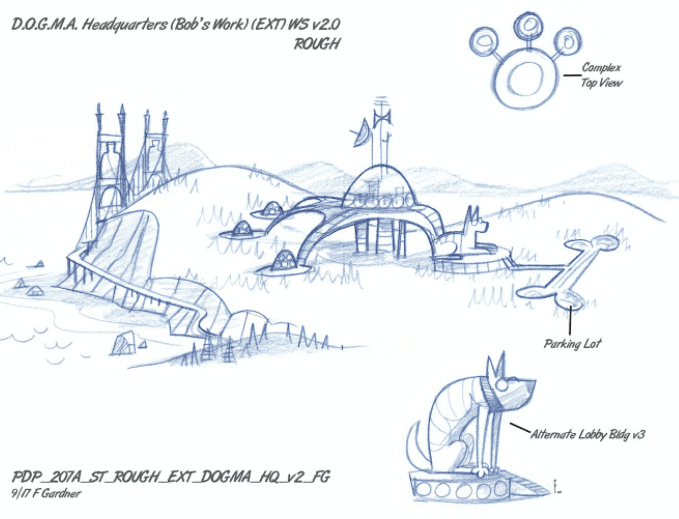 D.O.G.M.A. Headquarters (Bob's Work) (EXT) WS v2.0
ROUGH
Complex
Top View
Parking Lot
Alternate Lobby Bldg v3
PDP_207A_ST_ROUGH_EXT_DOGMA_HQ_v2_FG
9/17 F Gardner